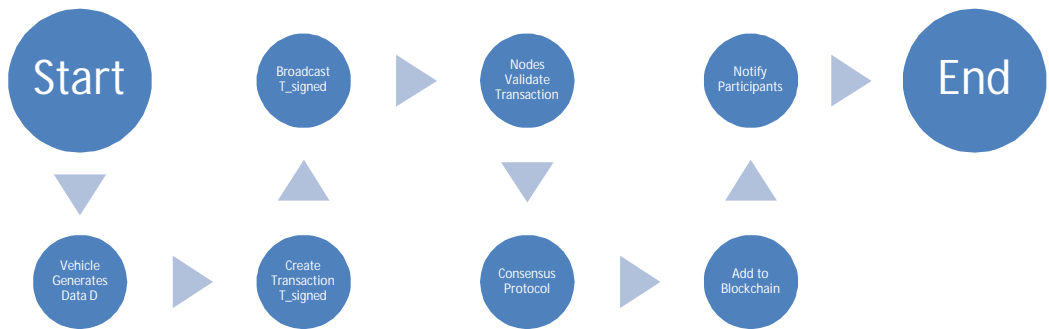 Start
Vehicle
Generates
Data D
Create
Transaction
T_signed
Broadcast
T_signed
Nodes
Validate
Transaction
Consensus
Protocol
Add to
Blockchain
Notify
Participants
End